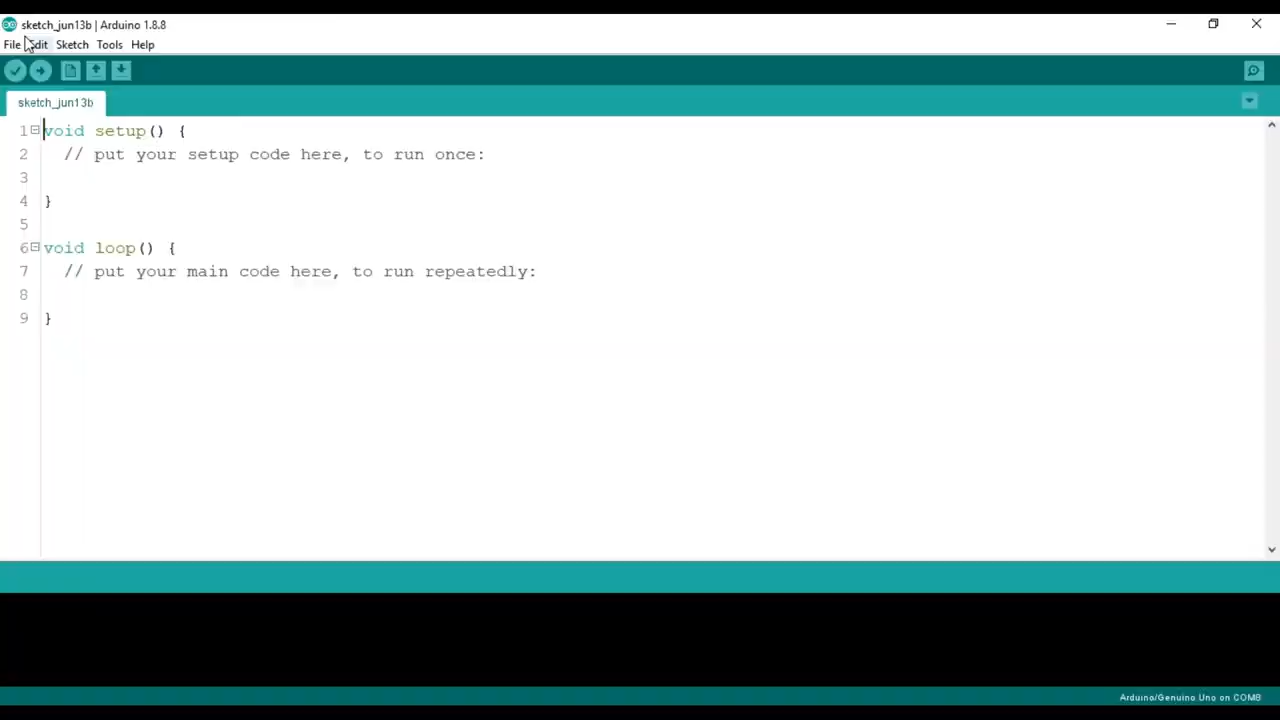 sketch_jun13b | Arduino 1.8.8
File Edit Sketch Tools Help
sketch_jun13b
1 void setup() {
2 // put your setup code here, to run once:
3
4 }
5
6 void loop() {
7 // put your main code here, to run repeatedly:
8
9 }
Arduino/Genuino Uno on COM8